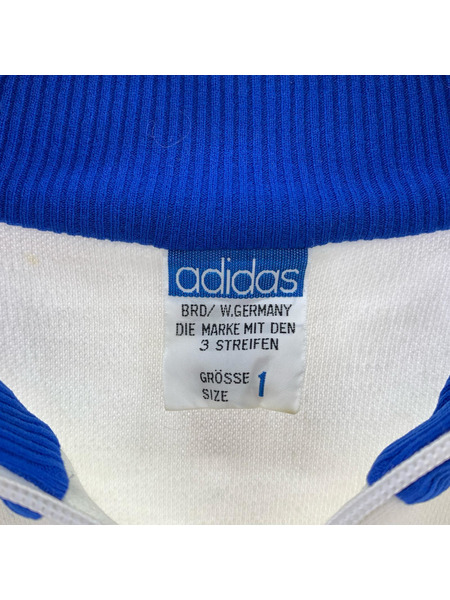 adidas
BRD/ W.GERMANY
DIE MARKE MIT DEN
3 STREIFEN
GRÖSSE 1
SIZE